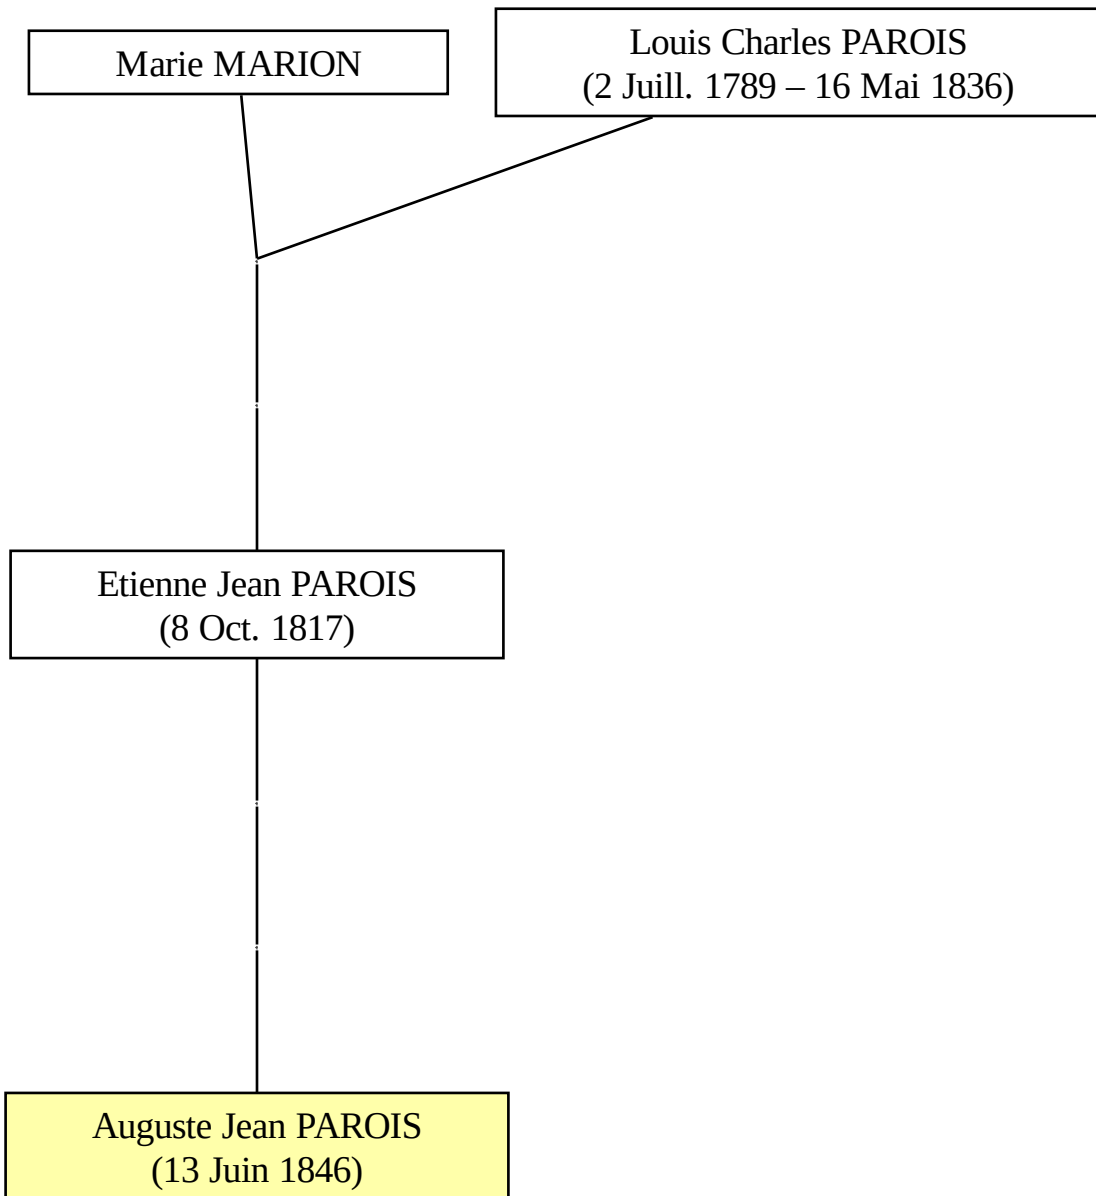 Marie MARION
Louis Charles PAROIS
(2 Juill. 1789 – 16 Mai 1836)
Etienne Jean PAROIS
(8 Oct. 1817)
Auguste Jean PAROIS
(13 Juin 1846)